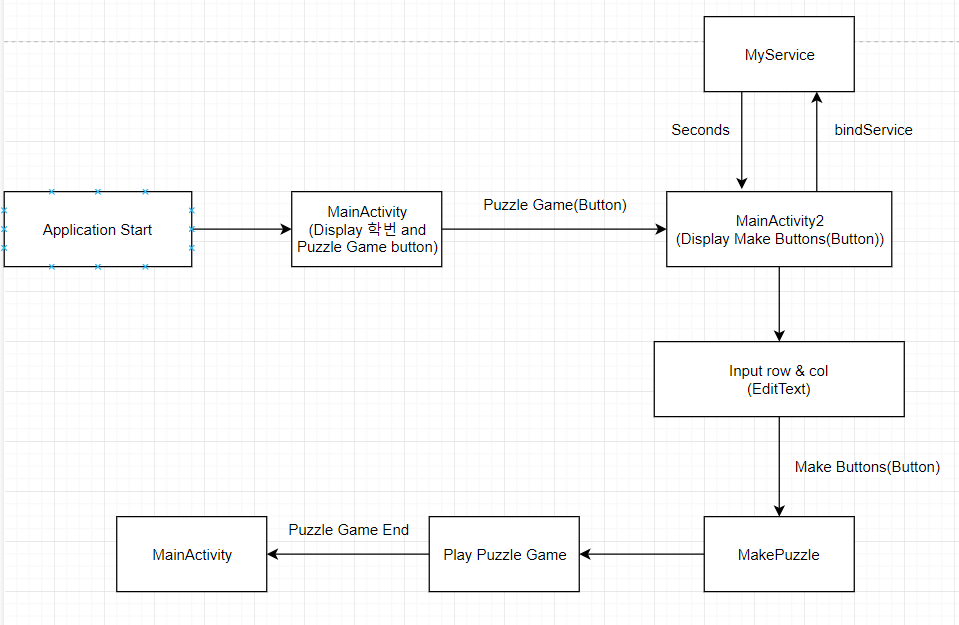 MyService
Seconds
bindService
Application Start
MainActivity
(Display 학번 and
Puzzle Game button)
Puzzle Game(Button)
MainActivity2
(Display Make Buttons(Button))
Input row & col
(EditText)
Make Buttons(Button)
MainActivity
Puzzle Game End
Play Puzzle Game
MakePuzzle